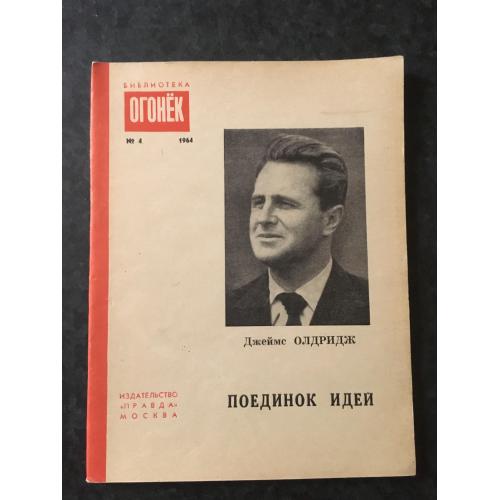 БИБЛИОТЕКА
ОГОНЁК
№ 4 1964
Джеймс ОЛДРИДЖ
ПОЕДИНОК ИДЕЙ
ИЗДАТЕЛЬСТВО
«ПРАВДА»
МОСКВА